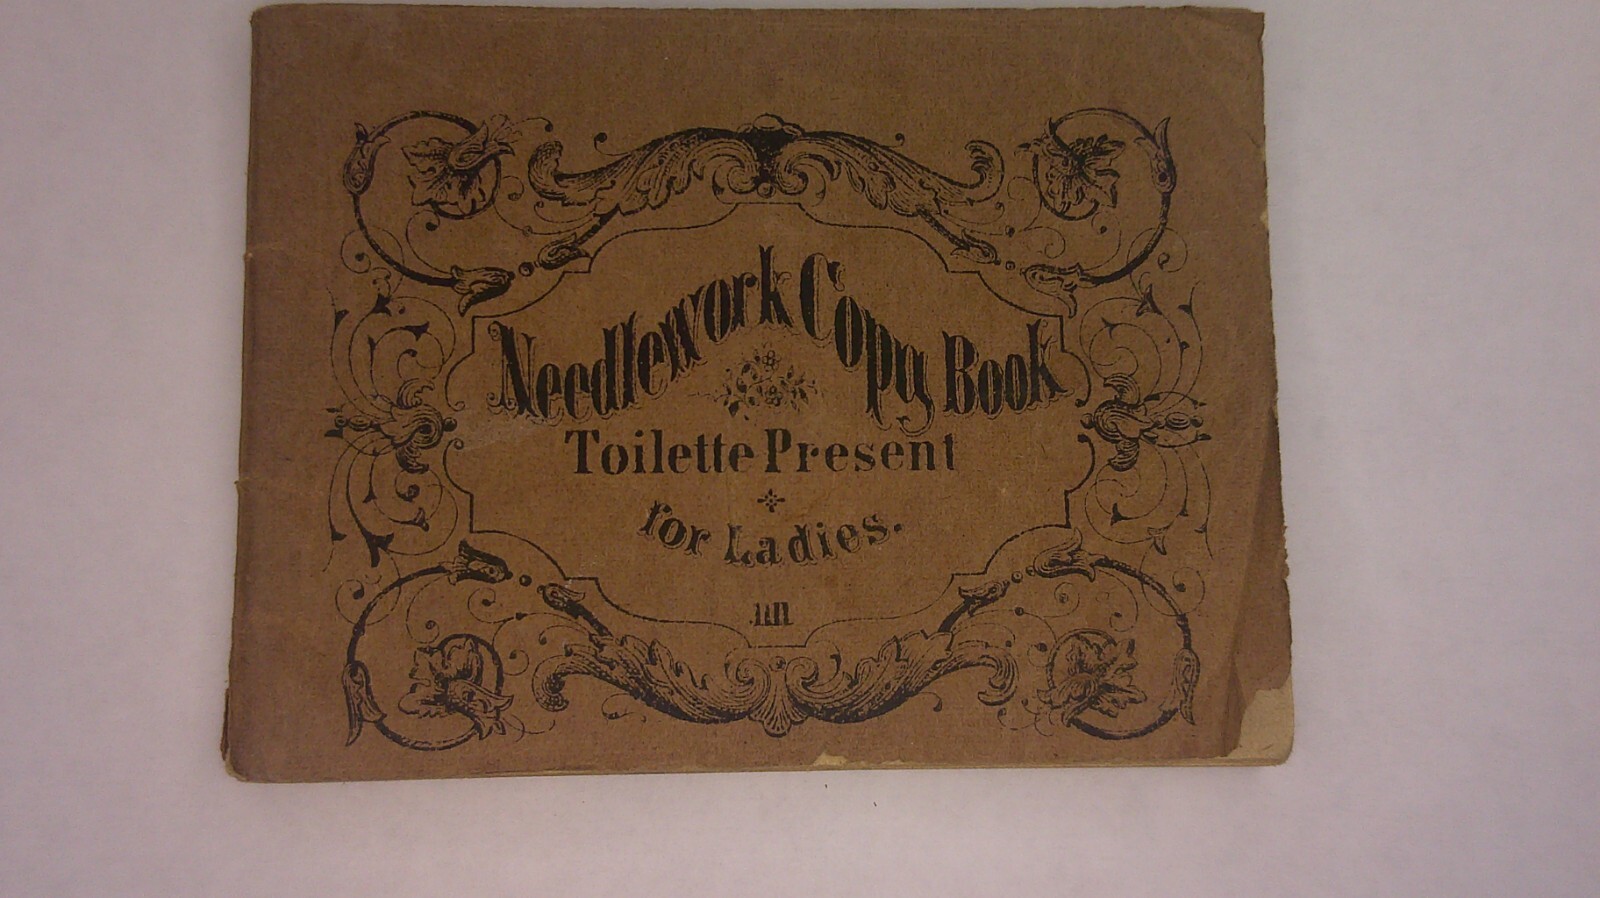 Needlework Copy Book
Toilette Present
for Ladies.